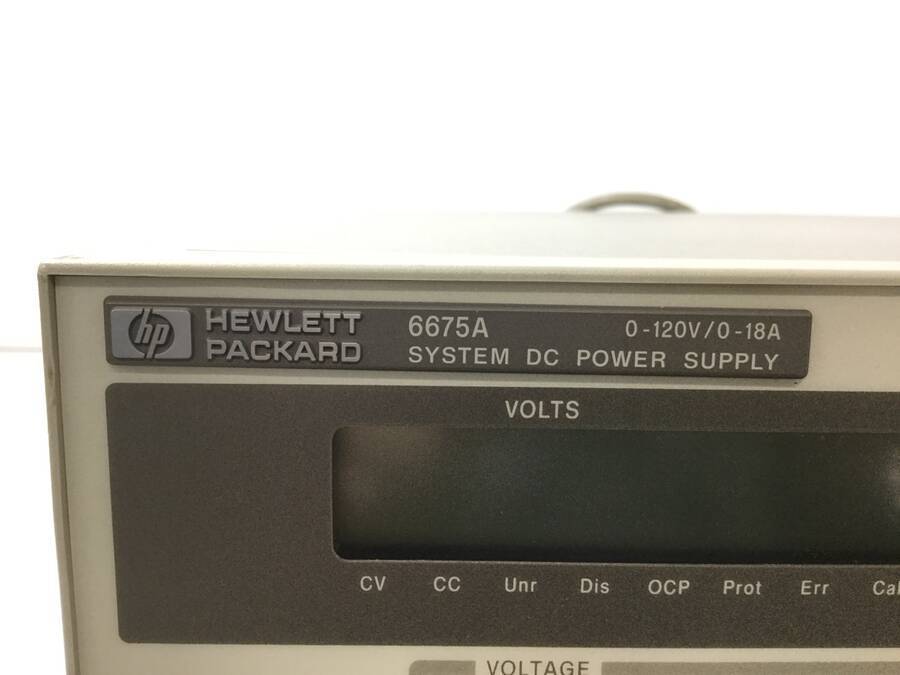 hp HEWLETT PACKARD 6675A 0-120V/0-18A
SYSTEM DC POWER SUPPLY
VOLTS
CV CC Unr Dis OCP Prot Err Cal
VOLTAGE